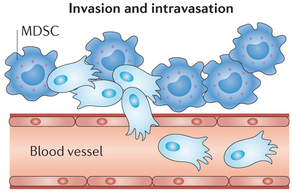 Invasion and intravasation
MDSC
Blood vessel